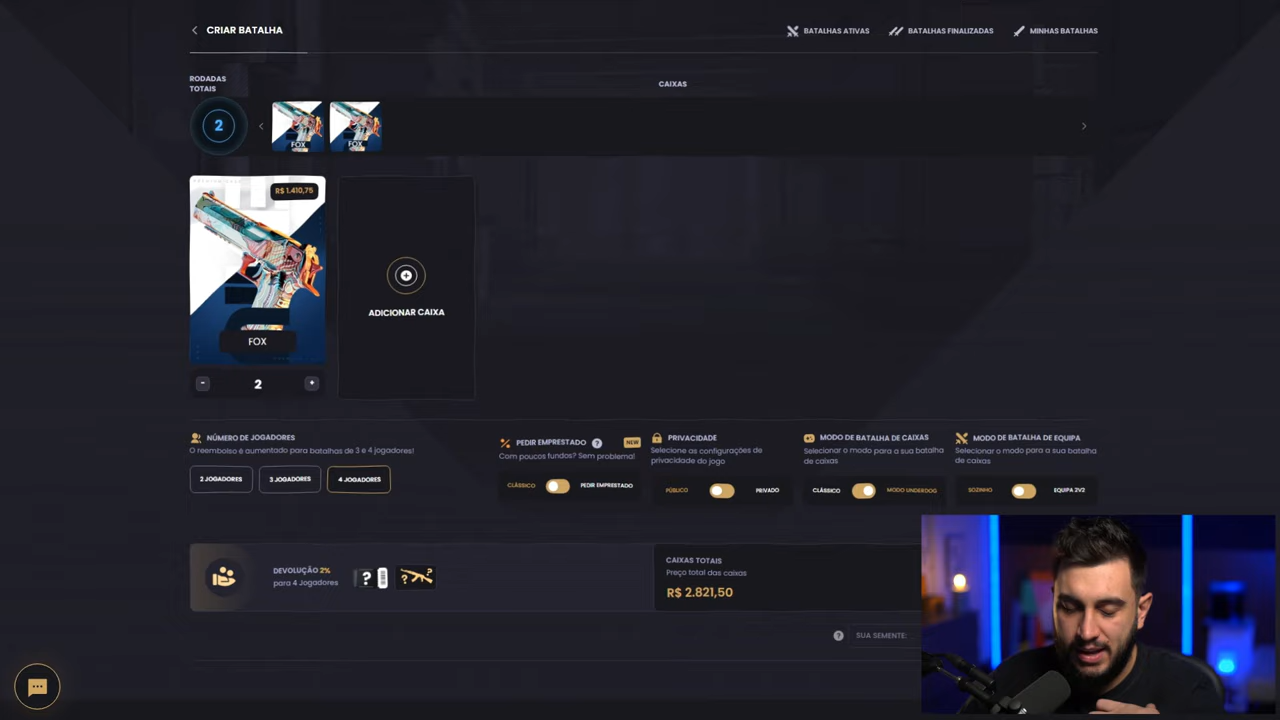 CRIAR BATALHA
BATALHAS ATIVAS
BATALHAS FINALIZADAS
MINHAS BATALHAS
RODADAS
TOTAIS
CAIXAS
2
FOX
FOX
R$ 1.410,75
FOX
- 2 +
ADICIONAR CAIXA
NÚMERO DE JOGADORES
O reembolso é aumentado para batalhas de 3 e 4 jogadores!
2 JOGADORES
3 JOGADORES
4 JOGADORES
PEDIR EMPRESTADO ? NEW
Com poucos fundos? Sem problema!
CLÁSSICO
PEDIR EMPRESTADO
PRIVACIDADE
Selecione as configurações de
privacidade do jogo
PÚBLICO
PRIVADO
MODO DE BATALHA DE CAIXAS
Selecionar o modo para a sua batalha
de caixas
CLÁSSICO
MODO UNDERDOG
MODO DE BATALHA DE EQUIPA
Selecionar o modo para a sua batalha
de caixas
SOZINHO
EQUIPA 2V2
DEVOLUÇÃO 2%
para 4 Jogadores
? ? ?
CAIXAS TOTAIS
Preço total das caixas
R$ 2.821,50
? SUA SEMENTE: